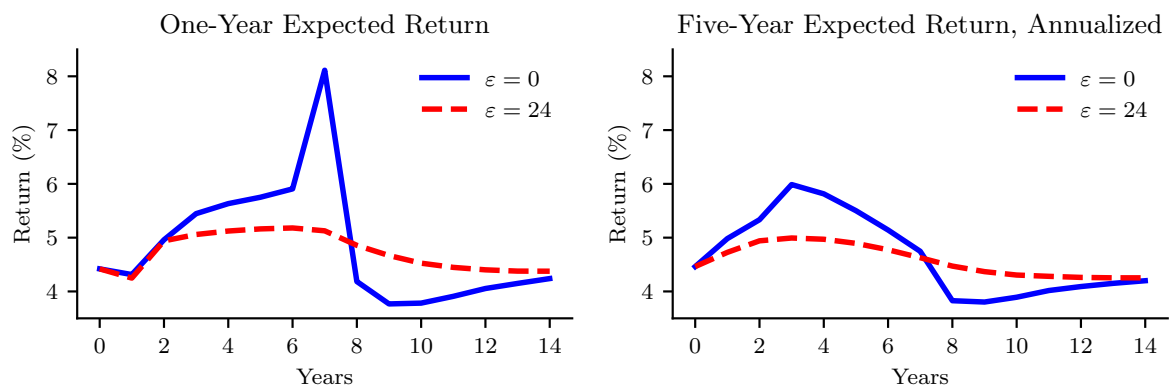 One-Year Expected Return
8
7
6
5
4
Return (%)
ε = 0
ε = 24
0 2 4 6 8 10 12 14
Years
Five-Year Expected Return, Annualized
8
7
6
5
4
Return (%)
ε = 0
ε = 24
0 2 4 6 8 10 12 14
Years